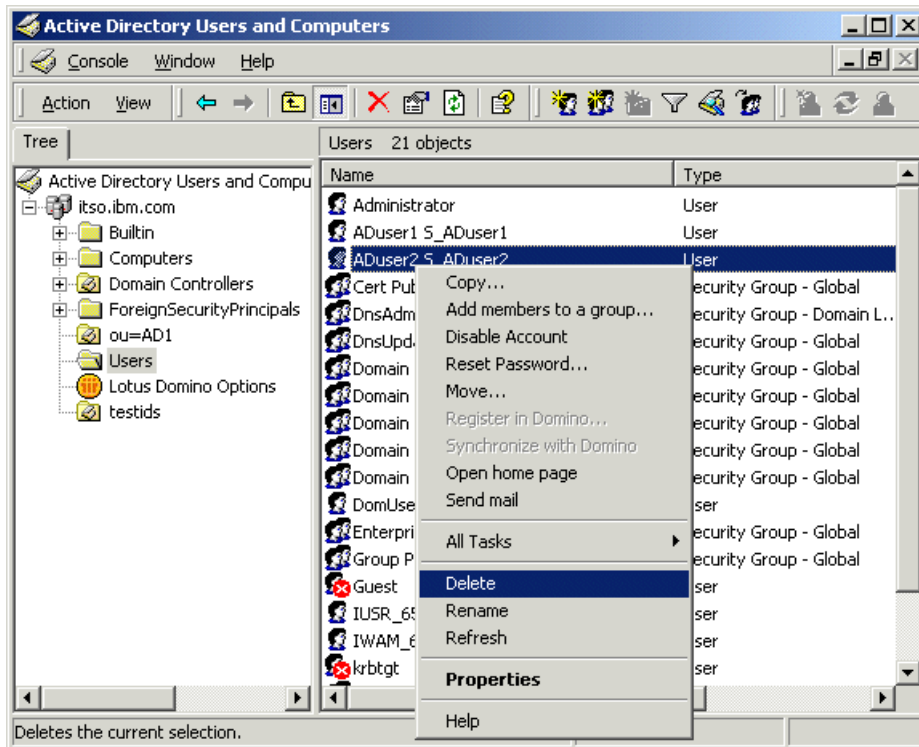 Active Directory Users and Computers
Console Window Help
Action View
Tree
Users 21 objects
Active Directory Users and Compu
itso.ibm.com
Builtin
Computers
Domain Controllers
ForeignSecurityPrincipals
ou=AD1
Users
Lotus Domino Options
testids
Name Type
Administrator User
ADuser1 S_ADuser1 User
ADuser2 S_ADuser2 User
Cert Pub ecurity Group - Global
DnsAdm ecurity Group - Domain L...
DnsUpd ecurity Group - Global
Domain ecurity Group - Global
Domain ecurity Group - Global
Domain ecurity Group - Global
Domain ecurity Group - Global
Domain ecurity Group - Global
DomUse ser
Enterpri ecurity Group - Global
Group P ecurity Group - Global
Guest ser
IUSR_65 ser
IWAM_6 ser
krbtgt ser
Copy...
Add members to a group...
Disable Account
Reset Password...
Move...
Register in Domino...
Synchronize with Domino
Open home page
Send mail
All Tasks
Delete
Rename
Refresh
Properties
Help
Deletes the current selection.